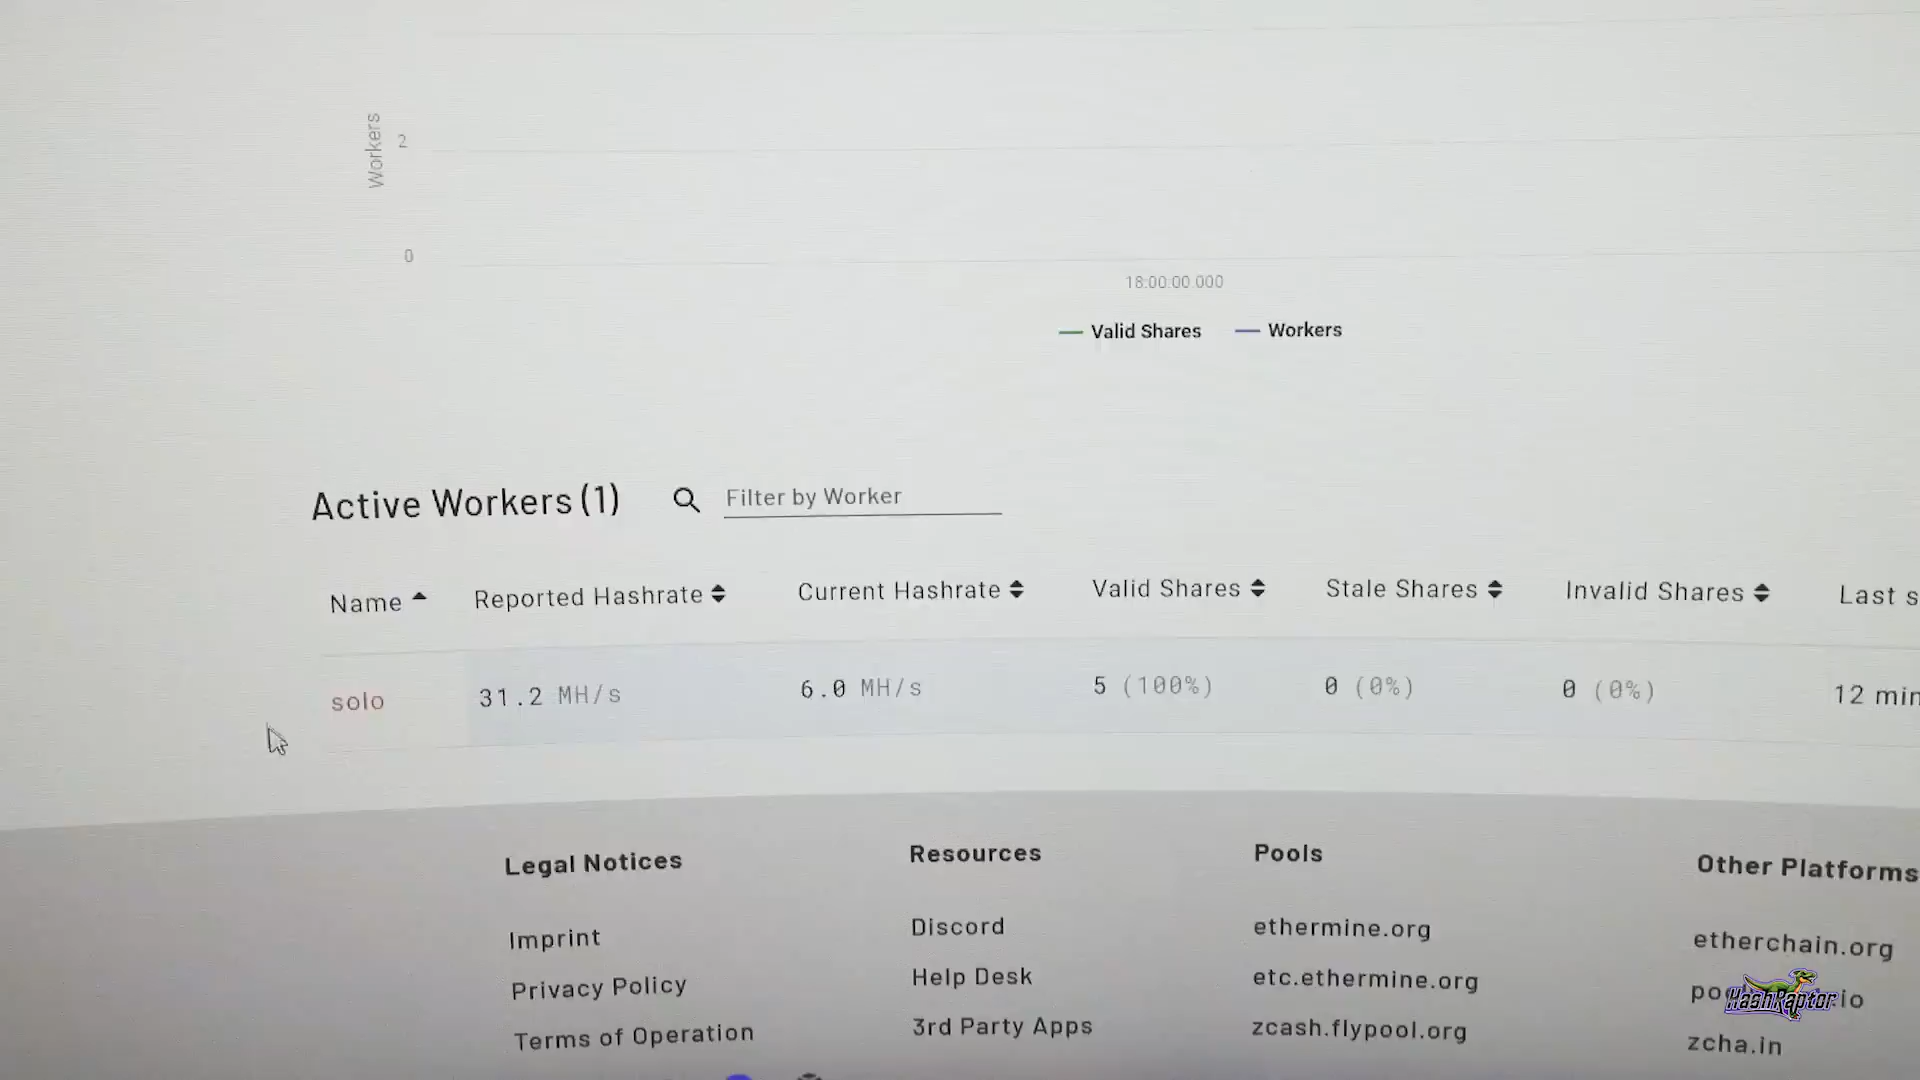 Workers
2
0
18:00:00.000
Valid Shares Workers
Active Workers (1) Filter by Worker
Name Reported Hashrate Current Hashrate Valid Shares Stale Shares Invalid Shares Last s
solo 31.2 MH/s 6.0 MH/s 5 (100%) 0 (0%) 0 (0%) 12 min
Legal Notices Resources Pools Other Platforms
Imprint Discord ethermine.org etherchain.org
Privacy Policy Help Desk etc.ethermine.org
HashRaptor
Terms of Operation 3rd Party Apps zcash.flypool.org zcha.in